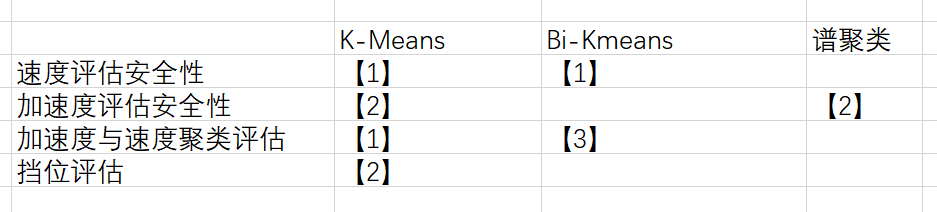 K-Means Bi-Kmeans 谱聚类
速度评估安全性 【1】 【1】
加速度评估安全性 【2】 【2】
加速度与速度聚类评估 【1】 【3】
挡位评估 【2】